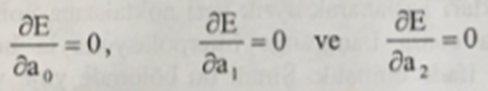 ∂E/∂a₀ = 0,   ∂E/∂a₁ = 0   ve   ∂E/∂a₂ = 0